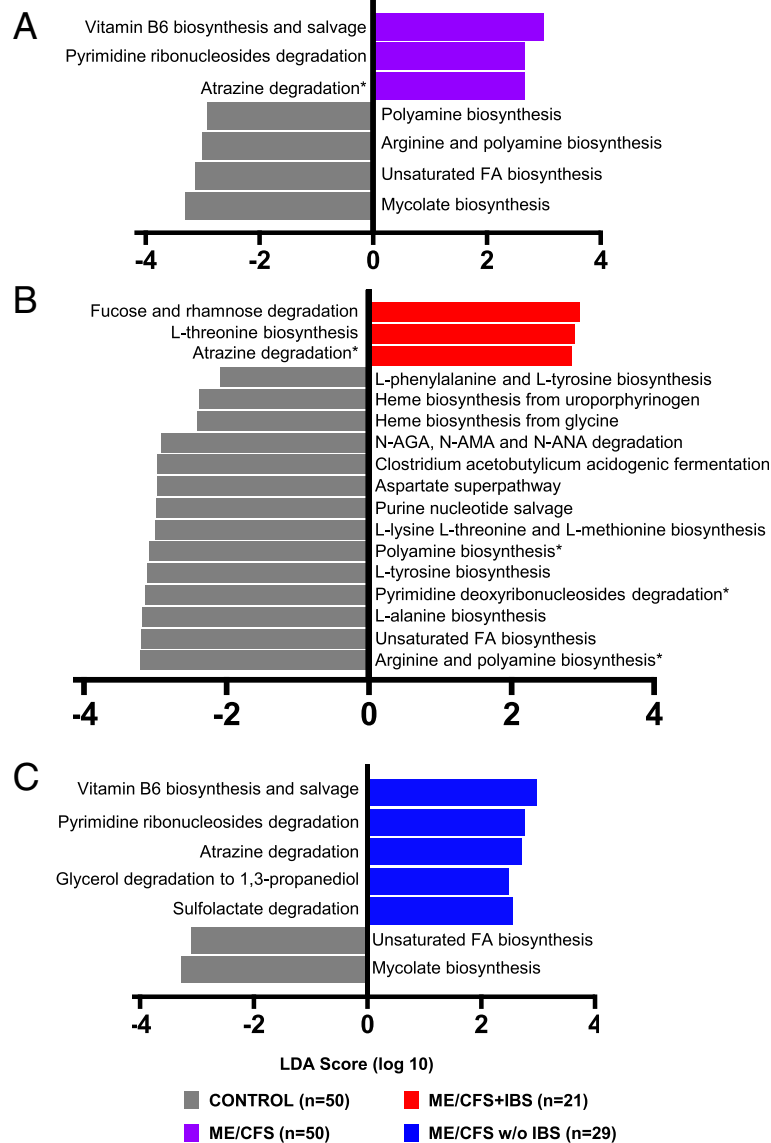 A
Vitamin B6 biosynthesis and salvage
Pyrimidine ribonucleosides degradation
Atrazine degradation*
Polyamine biosynthesis
Arginine and polyamine biosynthesis
Unsaturated FA biosynthesis
Mycolate biosynthesis
-4 -2 0 2 4
B
Fucose and rhamnose degradation
L-threonine biosynthesis
Atrazine degradation*
L-phenylalanine and L-tyrosine biosynthesis
Heme biosynthesis from uroporphyrinogen
Heme biosynthesis from glycine
N-AGA, N-AMA and N-ANA degradation
Clostridium acetobutylicum acidogenic fermentation
Aspartate superpathway
Purine nucleotide salvage
L-lysine L-threonine and L-methionine biosynthesis
Polyamine biosynthesis*
L-tyrosine biosynthesis
Pyrimidine deoxyribonucleosides degradation*
L-alanine biosynthesis
Unsaturated FA biosynthesis
Arginine and polyamine biosynthesis*
-4 -2 0 2 4
C
Vitamin B6 biosynthesis and salvage
Pyrimidine ribonucleosides degradation
Atrazine degradation
Glycerol degradation to 1,3-propanediol
Sulfolactate degradation
Unsaturated FA biosynthesis
Mycolate biosynthesis
-4 -2 0 2 4
LDA Score (log 10)
CONTROL (n=50) ME/CFS+IBS (n=21)
ME/CFS (n=50) ME/CFS w/o IBS (n=29)